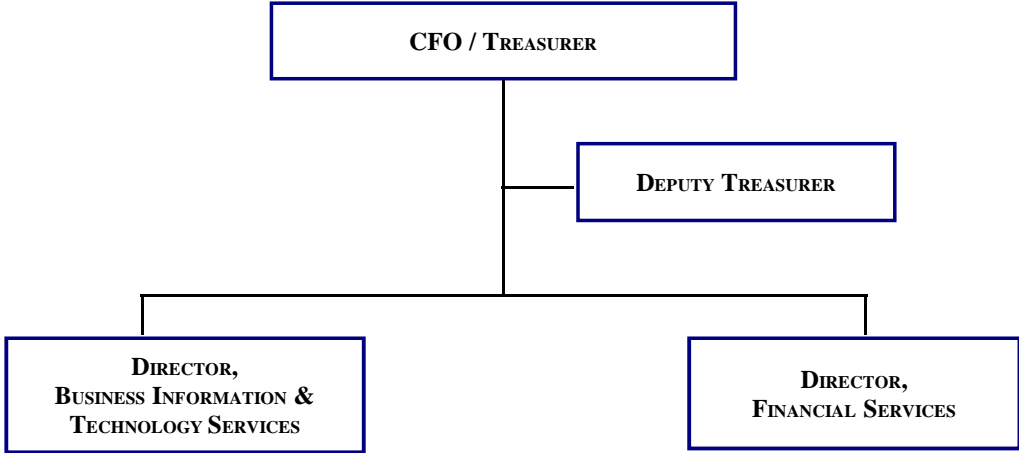 CFO / TREASURER
DEPUTY TREASURER
DIRECTOR,
BUSINESS INFORMATION &
TECHNOLOGY SERVICES
DIRECTOR,
FINANCIAL SERVICES